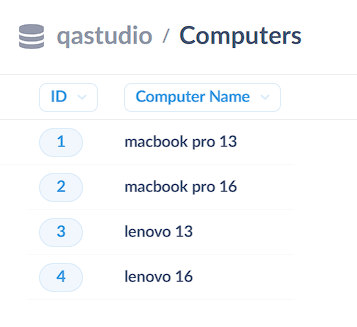 qastudio / Computers
ID Computer Name
1 macbook pro 13
2 macbook pro 16
3 lenovo 13
4 lenovo 16